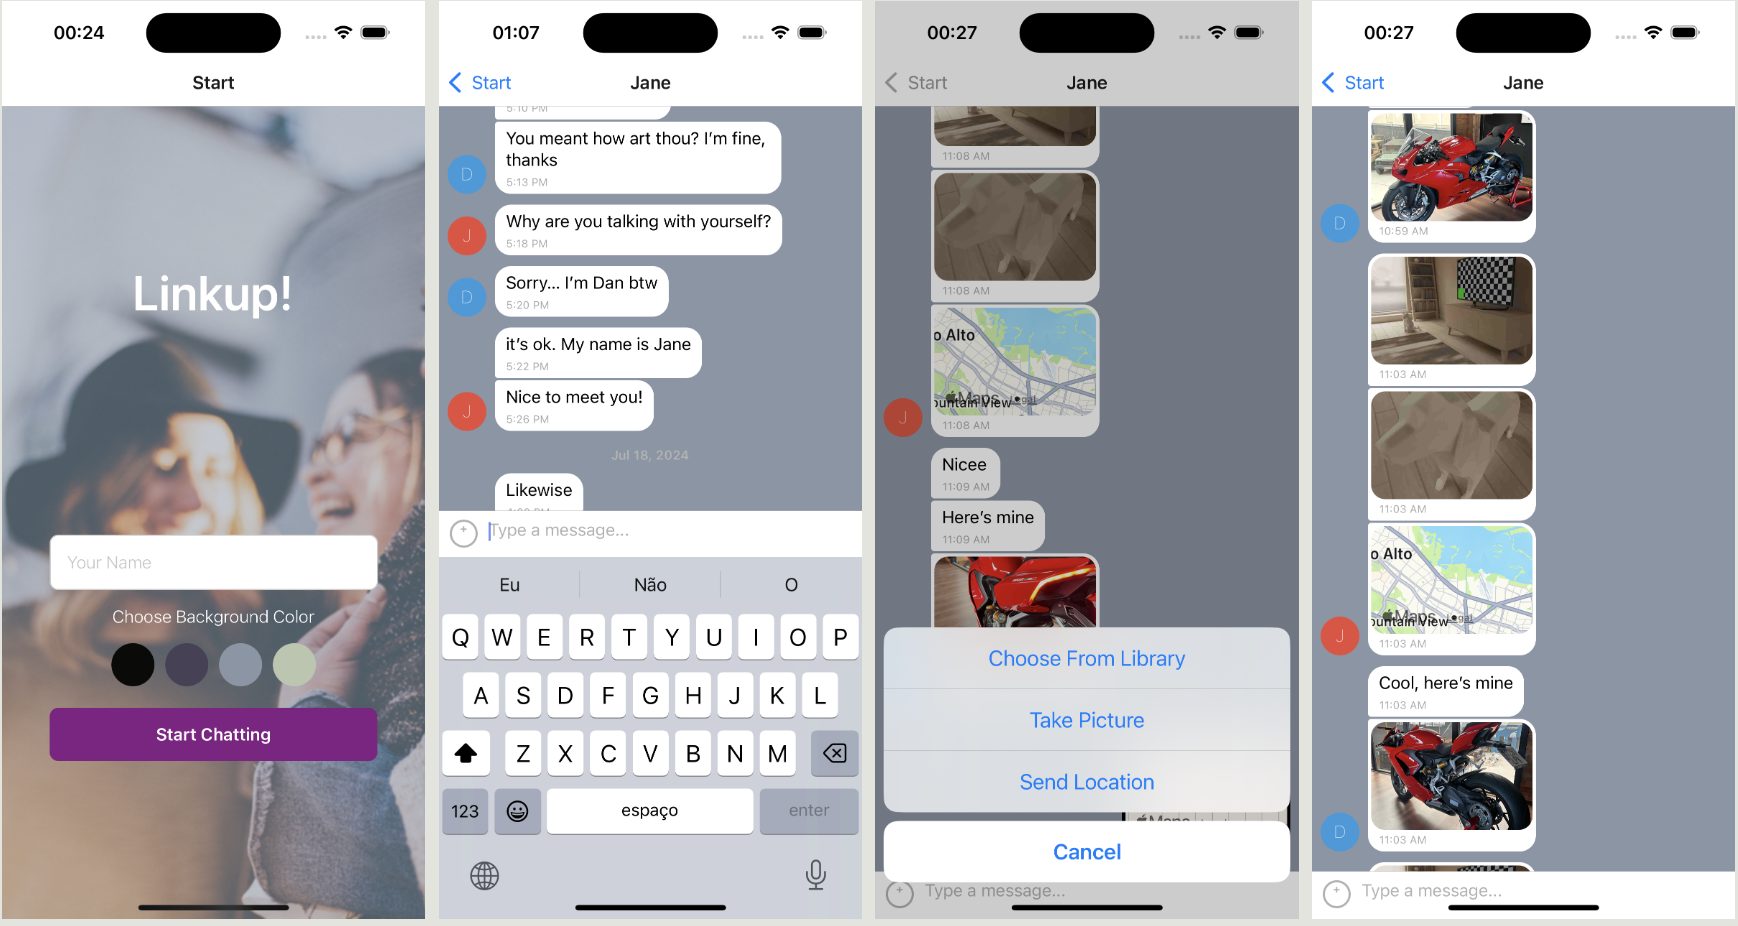 00:24
Start
Linkup!
Your Name
Choose Background Color
Start Chatting
01:07
Start
Jane
5:10 PM
You meant how art thou? I'm fine,
thanks
5:13 PM
D
Why are you talking with yourself?
5:18 PM
J
Sorry... I'm Dan btw
5:20 PM
D
it's ok. My name is Jane
5:22 PM
Nice to meet you!
5:26 PM
J
Jul 18, 2024
Likewise
Type a message...
Eu Não O
Q W E R T Y U I O P
A S D F G H J K L
Z X C V B N M
123 espaço enter
00:27
Start
Jane
11:08 AM
11:08 AM
o Alto
Maps
ountain View
11:08 AM
J
Nicee
11:09 AM
Here's mine
11:09 AM
Choose From Library
Take Picture
Send Location
Maps
Cancel
Type a message...
00:27
Start
Jane
10:59 AM
D
11:03 AM
11:03 AM
o Alto
Maps
ountain View
11:03 AM
J
Cool, here's mine
11:03 AM
11:03 AM
D
Type a message...